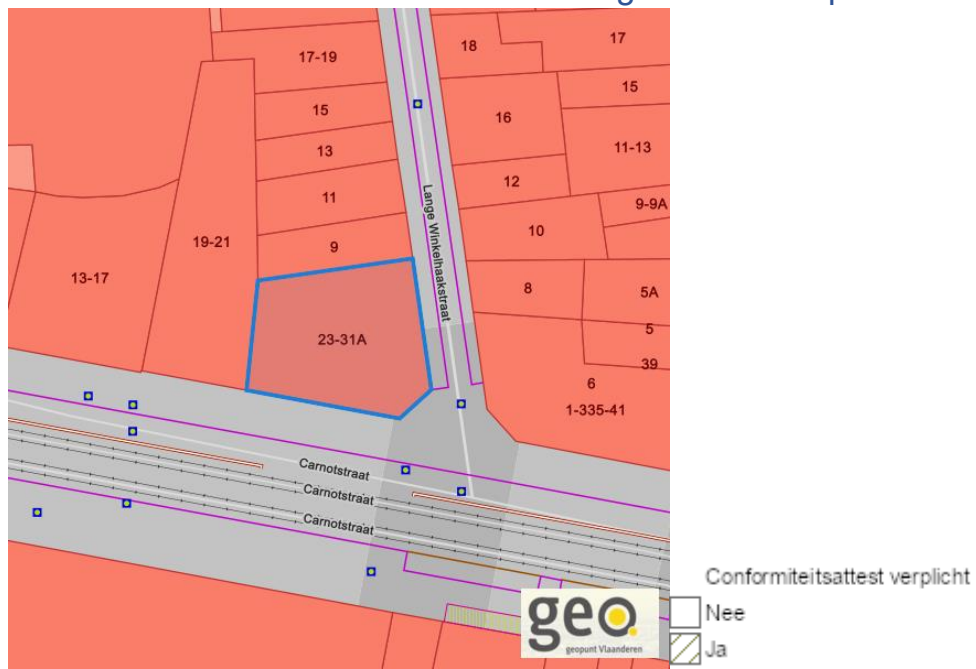 17-19
18
17
15
15
16
13
11-13
12
11
9-9A
Lange Winkelhaakstraat
10
19-21
9
13-17
8
5A
23-31A
5
39
6
1-335-41
Carnotstraat
Carnotstraat
Carnotstraat
geo.
geopunt Vlaanderen
Conformiteitsattest verplicht
Nee
Ja